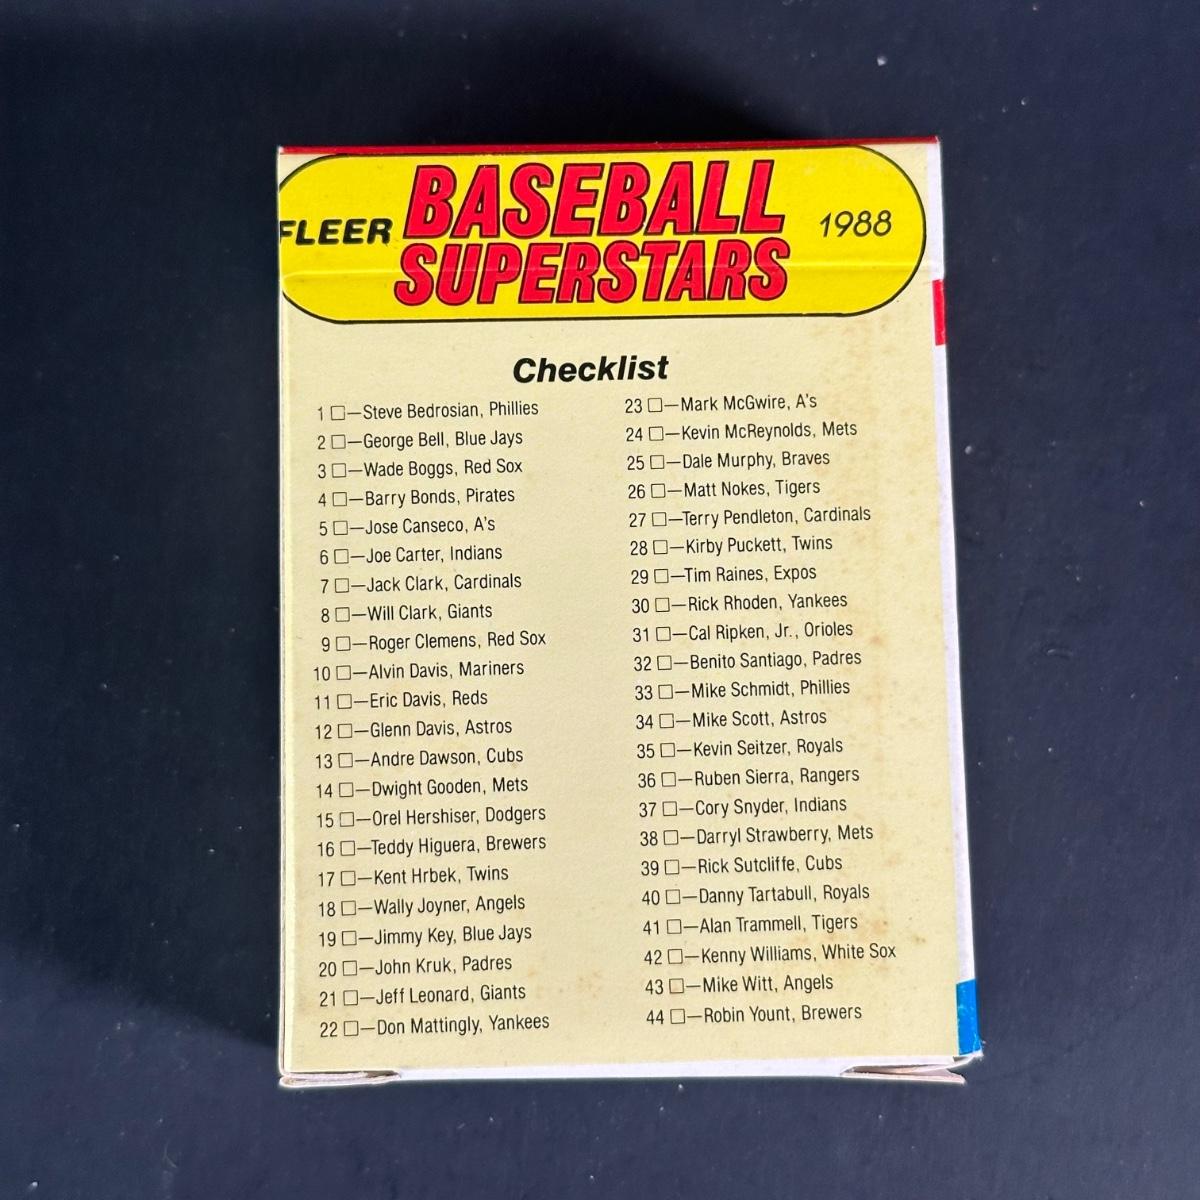 FLEER BASEBALL SUPERSTARS 1988
Checklist
1 □—Steve Bedrosian, Phillies
2 □—George Bell, Blue Jays
3 □—Wade Boggs, Red Sox
4 □—Barry Bonds, Pirates
5 □—Jose Canseco, A's
6 □—Joe Carter, Indians
7 □—Jack Clark, Cardinals
8 □—Will Clark, Giants
9 □—Roger Clemens, Red Sox
10 □—Alvin Davis, Mariners
11 □—Eric Davis, Reds
12 □—Glenn Davis, Astros
13 □—Andre Dawson, Cubs
14 □—Dwight Gooden, Mets
15 □—Orel Hershiser, Dodgers
16 □—Teddy Higuera, Brewers
17 □—Kent Hrbek, Twins
18 □—Wally Joyner, Angels
19 □—Jimmy Key, Blue Jays
20 □—John Kruk, Padres
21 □—Jeff Leonard, Giants
22 □—Don Mattingly, Yankees
23 □—Mark McGwire, A's
24 □—Kevin McReynolds, Mets
25 □—Dale Murphy, Braves
26 □—Matt Nokes, Tigers
27 □—Terry Pendleton, Cardinals
28 □—Kirby Puckett, Twins
29 □—Tim Raines, Expos
30 □—Rick Rhoden, Yankees
31 □—Cal Ripken, Jr., Orioles
32 □—Benito Santiago, Padres
33 □—Mike Schmidt, Phillies
34 □—Mike Scott, Astros
35 □—Kevin Seitzer, Royals
36 □—Ruben Sierra, Rangers
37 □—Cory Snyder, Indians
38 □—Darryl Strawberry, Mets
39 □—Rick Sutcliffe, Cubs
40 □—Danny Tartabull, Royals
41 □—Alan Trammell, Tigers
42 □—Kenny Williams, White Sox
43 □—Mike Witt, Angels
44 □—Robin Yount, Brewers